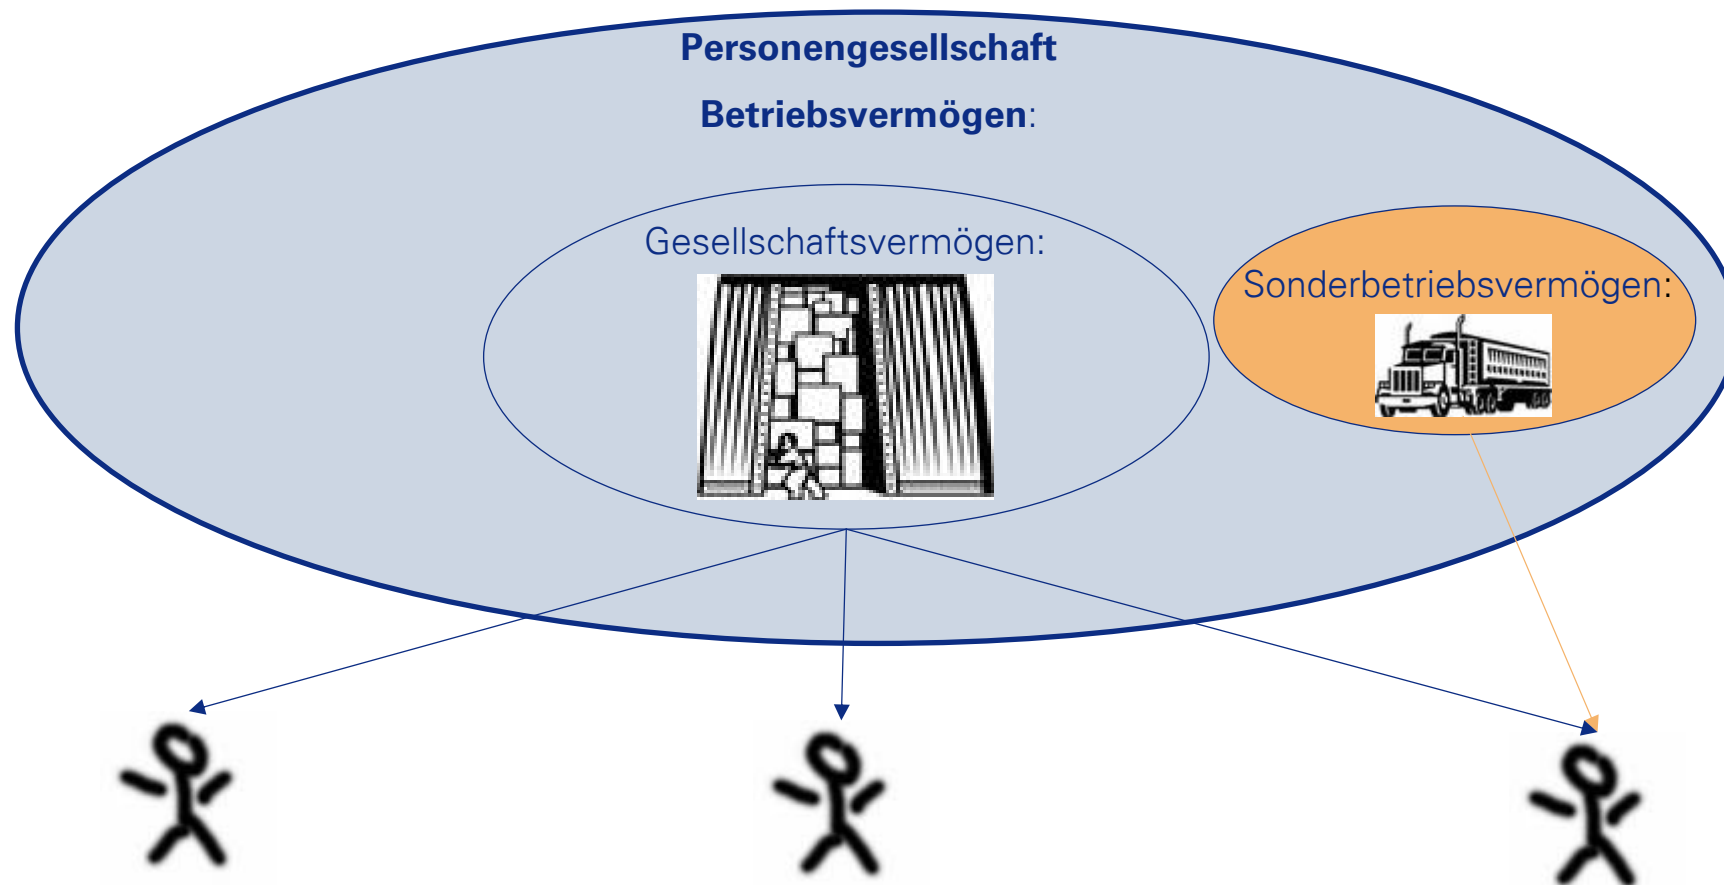 Personengesellschaft
Betriebsvermögen:
Gesellschaftsvermögen:
Sonderbetriebsvermögen: